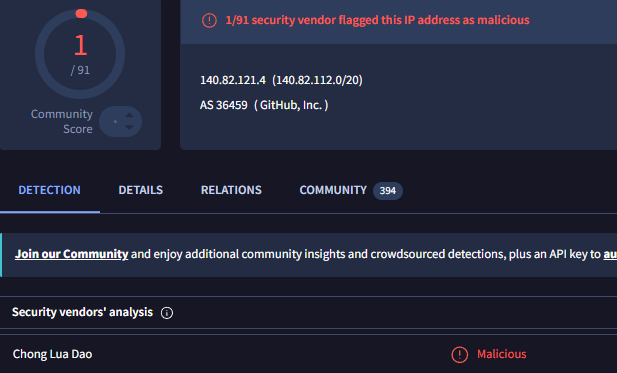 1
/ 91
Community
Score
1/91 security vendor flagged this IP address as malicious
140.82.121.4 (140.82.112.0/20)
AS 36459 ( GitHub, Inc. )
DETECTION DETAILS RELATIONS COMMUNITY 394
Join our Community and enjoy additional community insights and crowdsourced detections, plus an API key to au
Security vendors' analysis
Chong Lua Dao Malicious